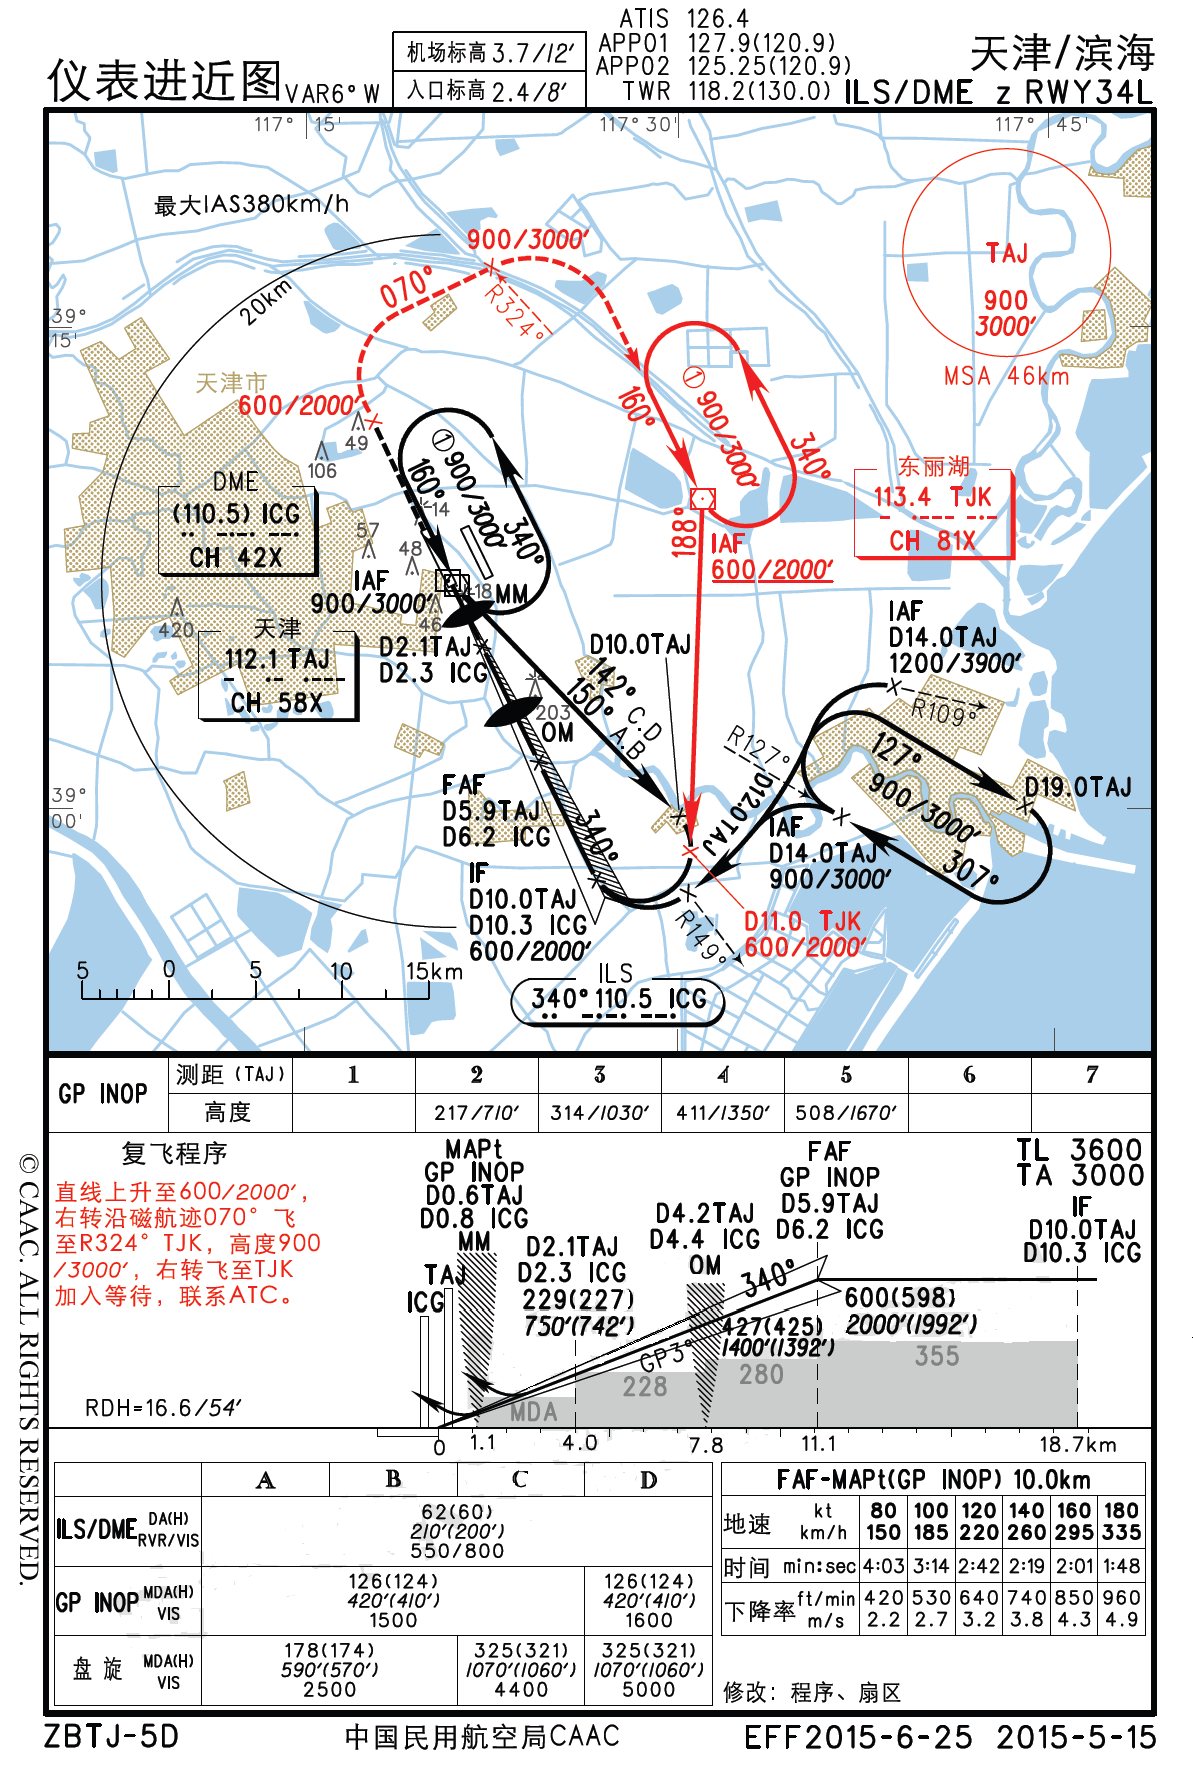 仪表进近图
VAR6° W
机场标高 3.7/12'
入口标高 2.4/8'
ATIS 126.4
APP01 127.9(120.9)
APP02 125.25(120.9)
TWR 118.2(130.0)
天津/滨海
ILS/DME z RWY34L
117° 15'
117° 30'
117° 45'
最大IAS380km/h
900/3000'
070°
R324°
20km
TAJ
900
3000'
MSA 46km
39°
15'
天津市
600/2000'
49
106
① 900/3000'
160°
340°
① 900/3000'
160°
340°
DME
(110.5) ICG
CH 42X
57
48
14
18
46
420
IAF
900/3000'
MM
天津
112.1 TAJ
CH 58X
D2.1TAJ
D2.3 ICG
东丽湖
113.4 TJK
CH 81X
188°
IAF
600/2000'
D10.0TAJ
142° C.D
150° A.B
203
OM
IAF
D14.0TAJ
1200/3900'
R109°
R127°
127°
900/3000'
307°
D19.0TAJ
D12.0TAJ
IAF
D14.0TAJ
900/3000'
39°
00'
FAF
D5.9TAJ
D6.2 ICG
340°
IF
D10.0TAJ
D10.3 ICG
600/2000'
D11.0 TJK
600/2000'
R149°
5 0 5 10 15km
ILS
340° 110.5 ICG
GP INOP
测距 (TAJ) 1 2 3 4 5 6 7
高度 217/710' 314/1030' 411/1350' 508/1670'
复飞程序
直线上升至600/2000',
右转沿磁航迹070° 飞
至R324° TJK, 高度900
/3000', 右转飞至TJK
加入等待, 联系ATC。
RDH=16.6/54'
MAPt
GP INOP
D0.6TAJ
D0.8 ICG
MM
TAJ
ICG
D2.1TAJ
D2.3 ICG
229(227)
750'(742')
D4.2TAJ
D4.4 ICG
OM
427(425)
1400'(1392')
FAF
GP INOP
D5.9TAJ
D6.2 ICG
340°
GP3°
600(598)
2000'(1992')
TL 3600
TA 3000
IF
D10.0TAJ
D10.3 ICG
MDA
228
280
355
0 1.1 4.0 7.8 11.1 18.7km
A B C D
ILS/DME DA(H) RVR/VIS
62(60)
210'(200')
550/800
GP INOP MDA(H) VIS
126(124)
420'(410')
1500
126(124)
420'(410')
1600
盘旋 MDA(H) VIS
178(174)
590'(570')
2500
325(321)
1070'(1060')
4400
325(321)
1070'(1060')
5000
FAF-MAPt(GP INOP) 10.0km
地速 kt 80 100 120 140 160 180
km/h 150 185 220 260 295 335
时间 min:sec 4:03 3:14 2:42 2:19 2:01 1:48
下降率 ft/min 420 530 640 740 850 960
m/s 2.2 2.7 3.2 3.8 4.3 4.9
修改: 程序、扇区
© CAAC. ALL RIGHTS RESERVED.
ZBTJ-5D
中国民用航空局CAAC
EFF2015-6-25 2015-5-15